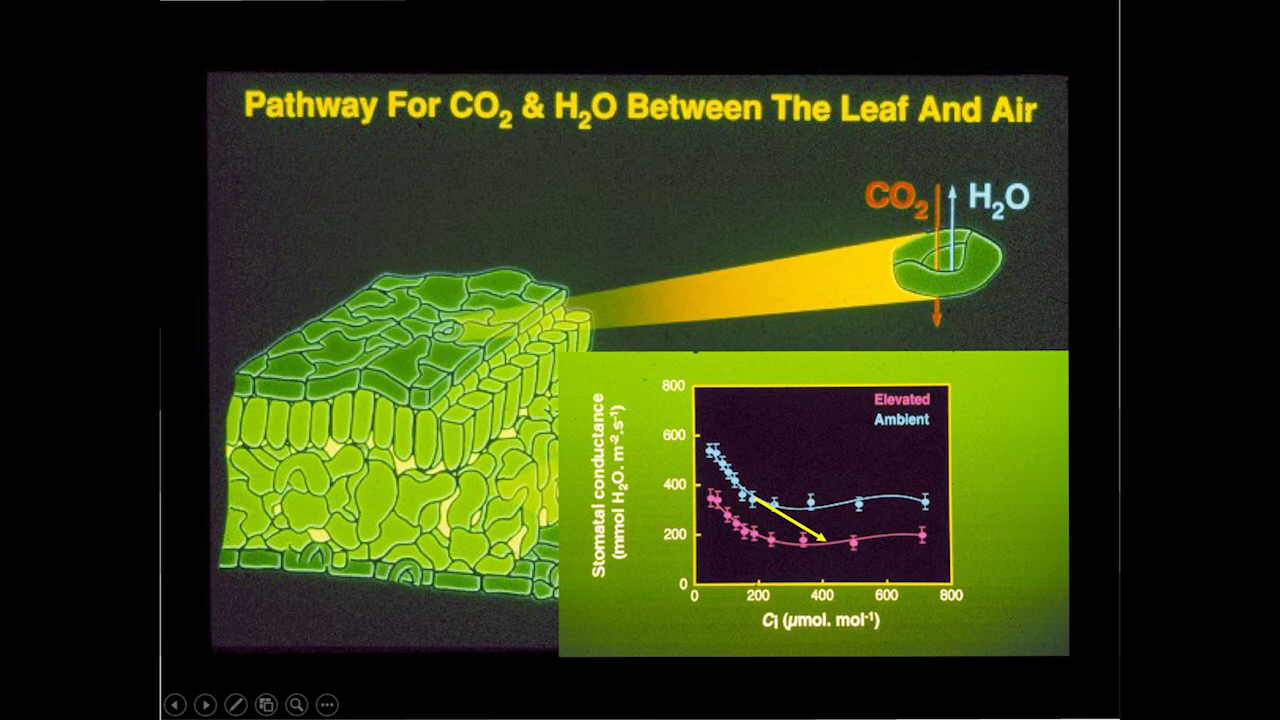 Pathway For CO₂ & H₂O Between The Leaf And Air
CO₂ H₂O
Elevated
Ambient
Stomatal conductance
(mmol H₂O. m⁻².s⁻¹)
800
600
400
200
0
0 200 400 600 800
Ci (μmol. mol⁻¹)